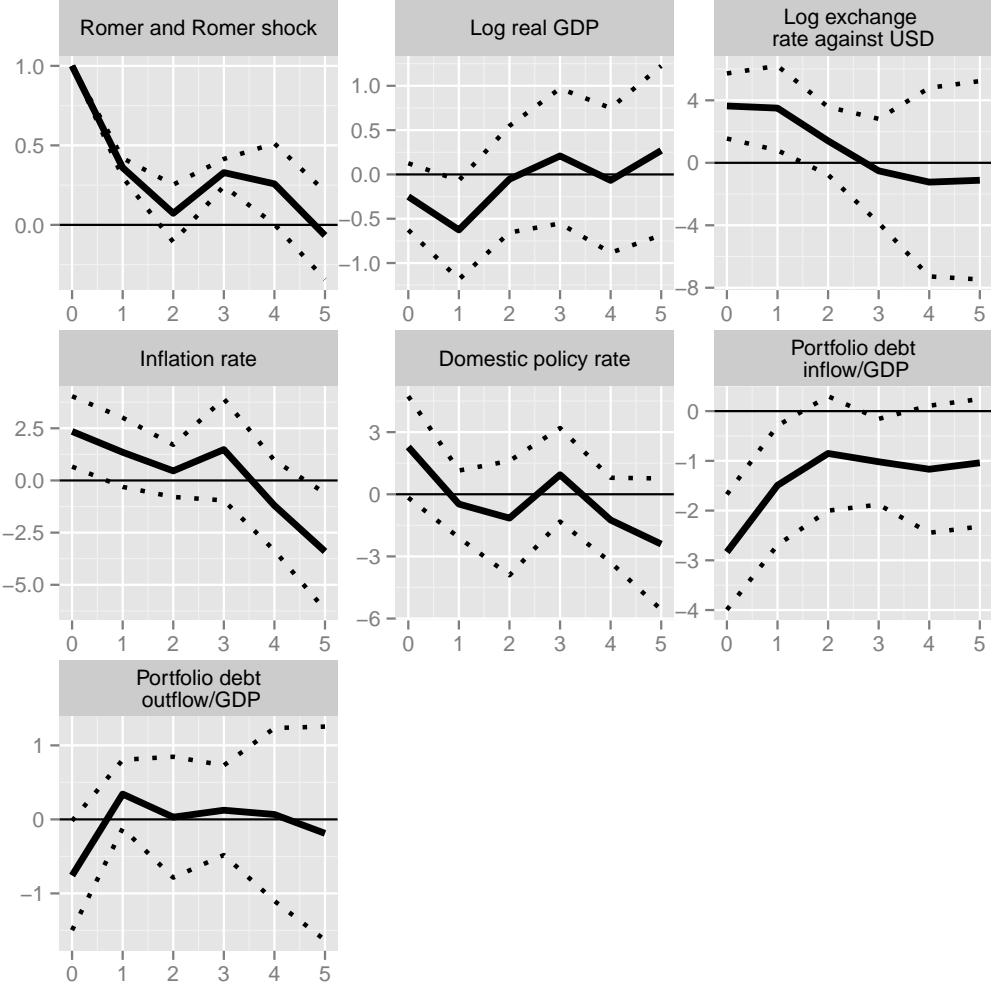 Romer and Romer shock
Log real GDP
Log exchange
rate against USD
1.0
0.5
0.0
0 1 2 3 4 5
1.0
0.5
0.0
−0.5
−1.0
0 1 2 3 4 5
4
0
−4
−8
0 1 2 3 4 5
Inflation rate
Domestic policy rate
Portfolio debt
inflow/GDP
2.5
0.0
−2.5
−5.0
0 1 2 3 4 5
3
0
−3
−6
0 1 2 3 4 5
0
−1
−2
−3
−4
0 1 2 3 4 5
Portfolio debt
outflow/GDP
1
0
−1
0 1 2 3 4 5